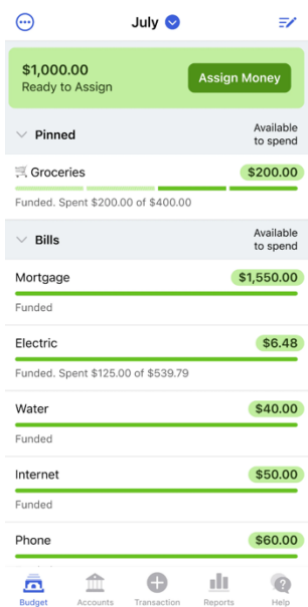 July
$1,000.00
Ready to Assign
Assign Money
Pinned
Available
to spend
Groceries
$200.00
Funded. Spent $200.00 of $400.00
Bills
Available
to spend
Mortgage
$1,550.00
Funded
Electric
$6.48
Funded. Spent $125.00 of $539.79
Water
$40.00
Funded
Internet
$50.00
Funded
Phone
$60.00
Budget
Accounts
Transaction
Reports
Help